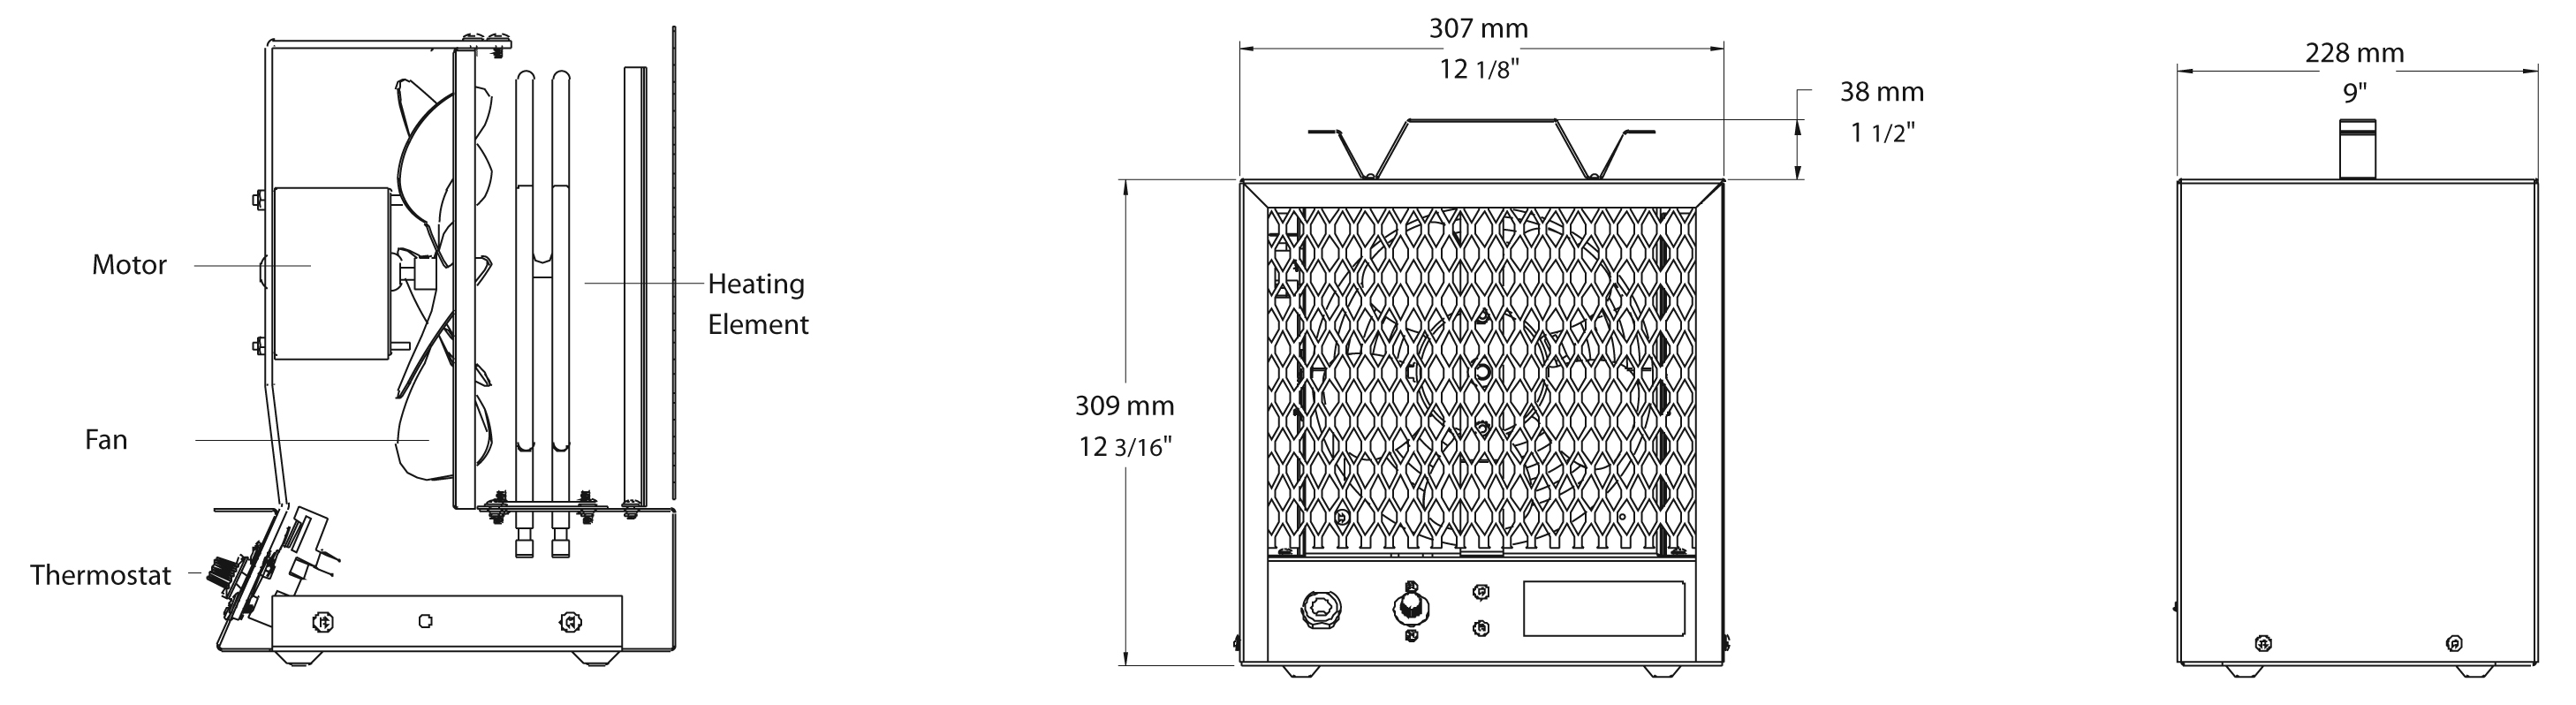 Motor
Fan
Thermostat
Heating
Element
307 mm
12 1/8"
38 mm
1 1/2"
309 mm
12 3/16"
228 mm
9"